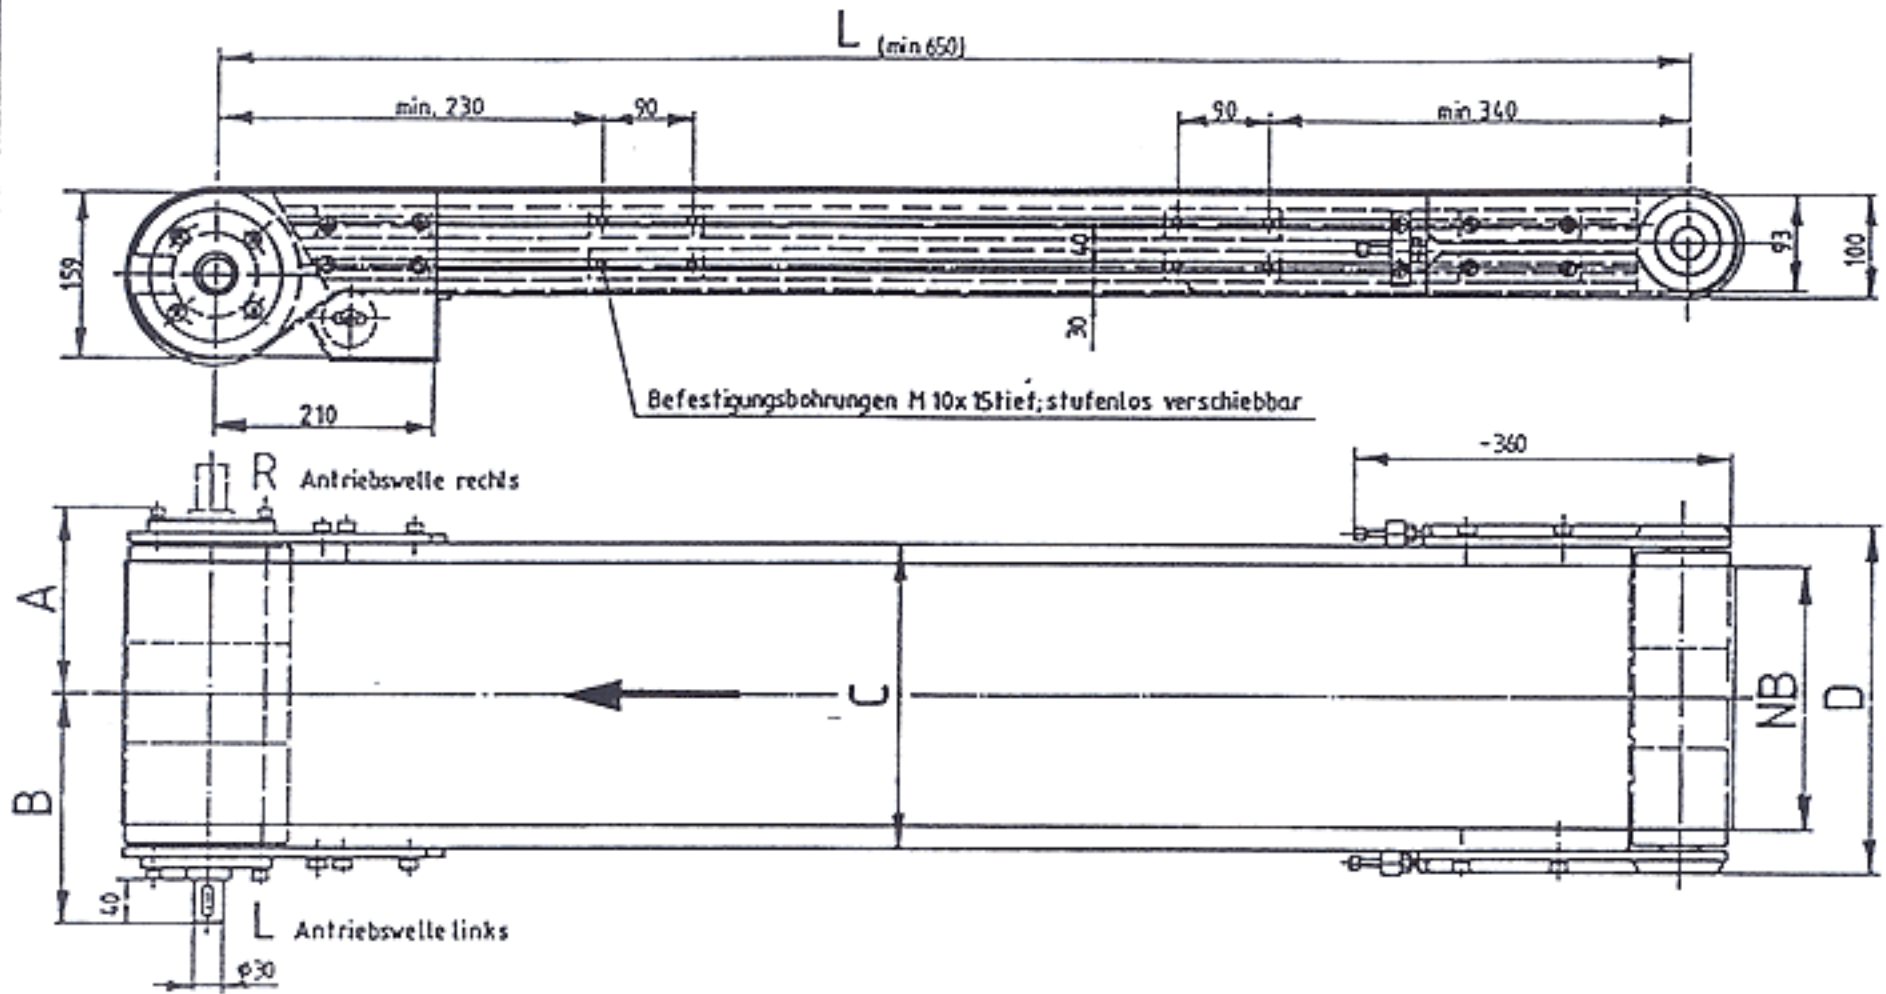 L (min 650)
min. 230
90
90
min 340
159
40
93
100
30
210
Befestigungsbohrungen M 10x 15tief; stufenlos verschiebbar
-360
R Antriebswelle rechts
A
C
NB
D
B
40
L Antriebswelle links
ø30